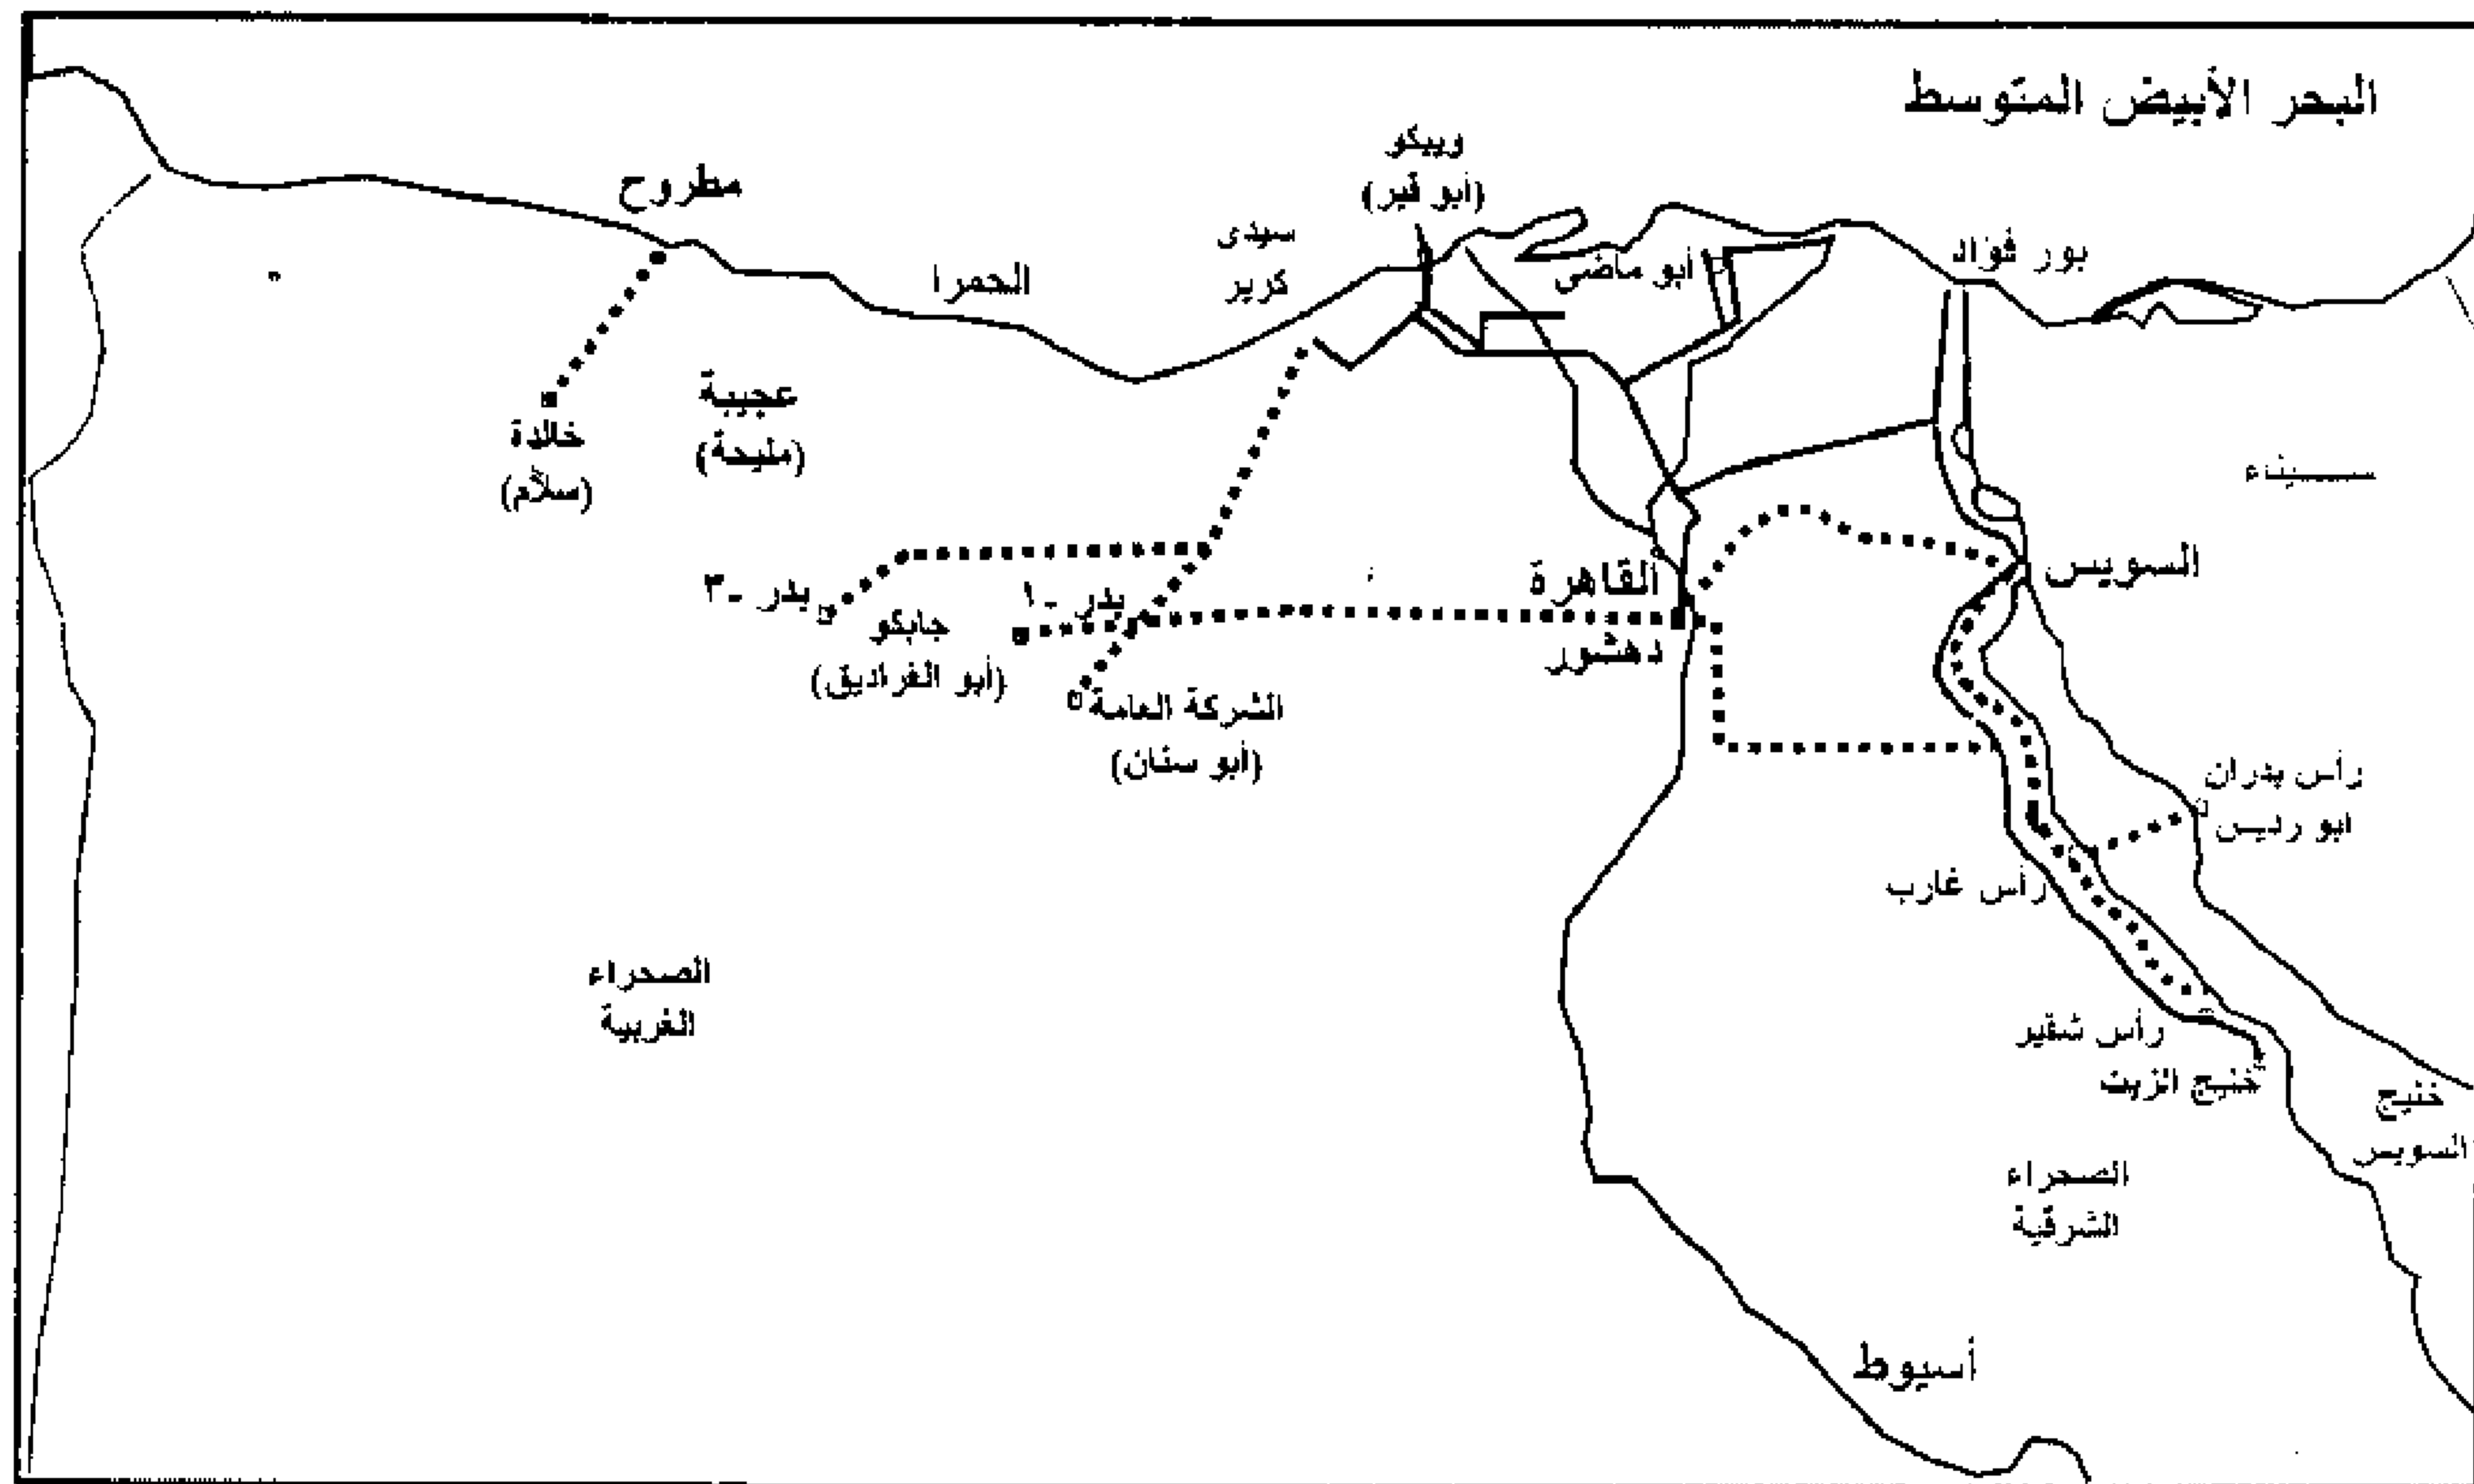 البحر الأبيض المتوسط
وبيكو
(أبو قير)
مطروح
سيدى
كرير
الحمرا
أبو ماضى
بور فؤاد
عجيبة
(مليحة)
خالدة
(سلام)
سيناء
السويس
القاهرة
دهشور
بدر -٣
بدر -١
جابكو
(أبو الغراديق)
الشركة العامة
(أبو سنان)
رأس بدران
ابو رديس
رأس غارب
الصحراء
الغربية
رأس شقير
خليج الزيت
خليج
السويس
الصحراء
الشرقية
أسيوط